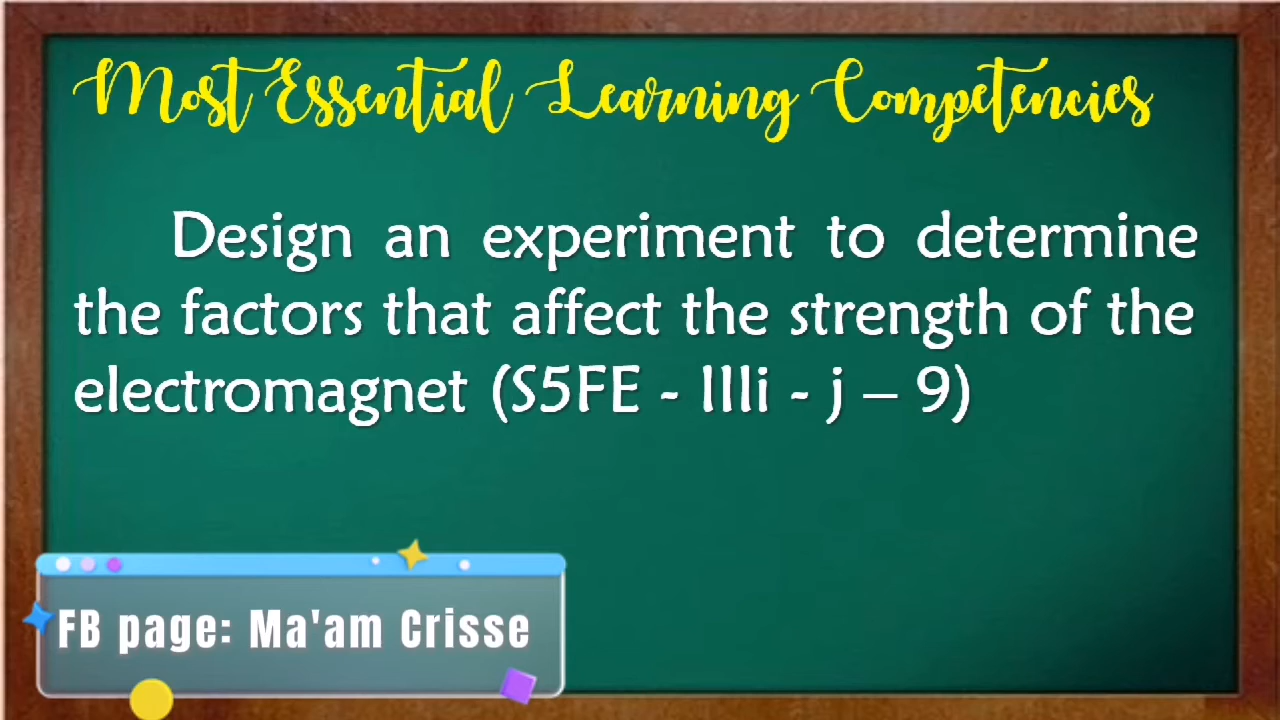 Most Essential Learning Competencies
Design an experiment to determine
the factors that affect the strength of the
electromagnet (S5FE - IIIi - j – 9)
FB page: Ma'am Crisse